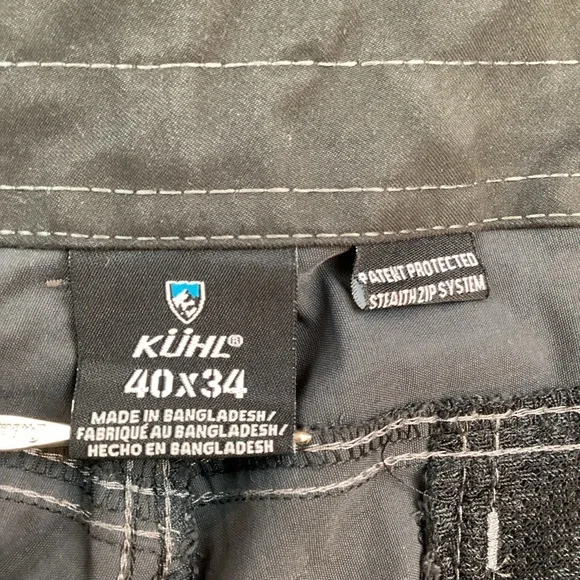 KÜHL®
40X34
MADE IN BANGLADESH/
FABRIQUÉ AU BANGLADESH/
HECHO EN BANGLADESH
PATENT PROTECTED
STEALTH ZIP SYSTEM